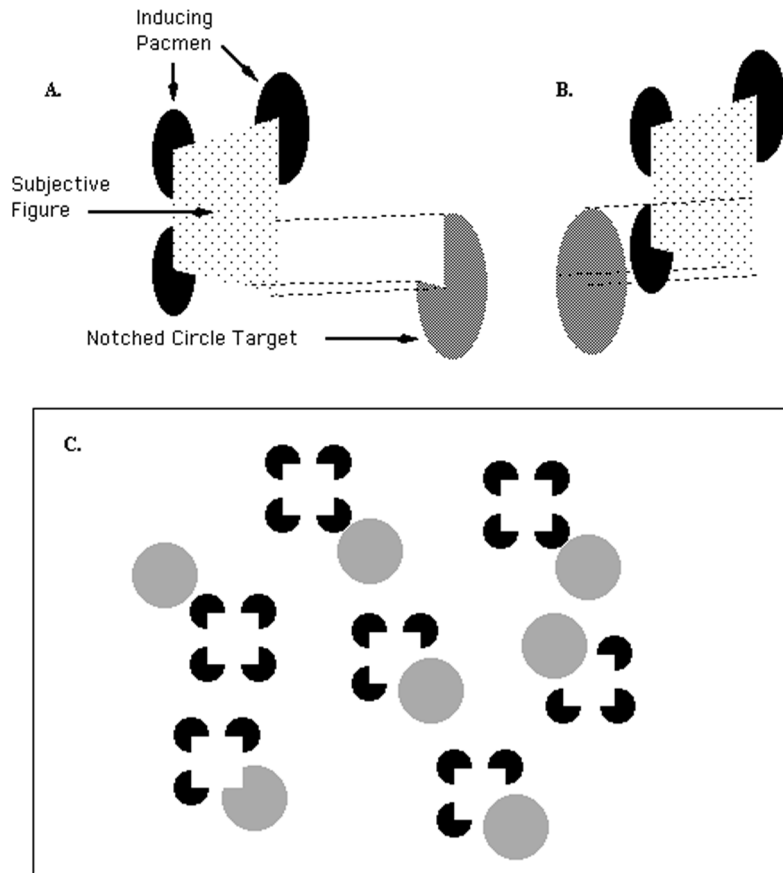 Inducing
Pacmen
A.
B.
Subjective
Figure
Notched Circle Target
C.